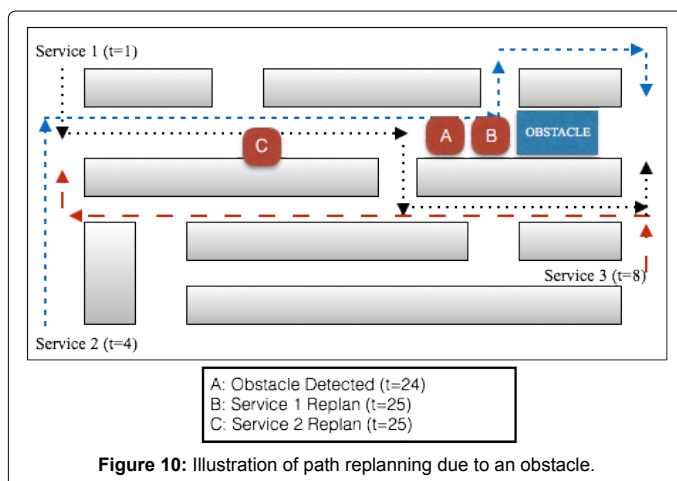 Service 1 (t=1)
A
B
OBSTACLE
C
Service 3 (t=8)
Service 2 (t=4)
A: Obstacle Detected (t=24)
B: Service 1 Replan (t=25)
C: Service 2 Replan (t=25)
Figure 10: Illustration of path replanning due to an obstacle.